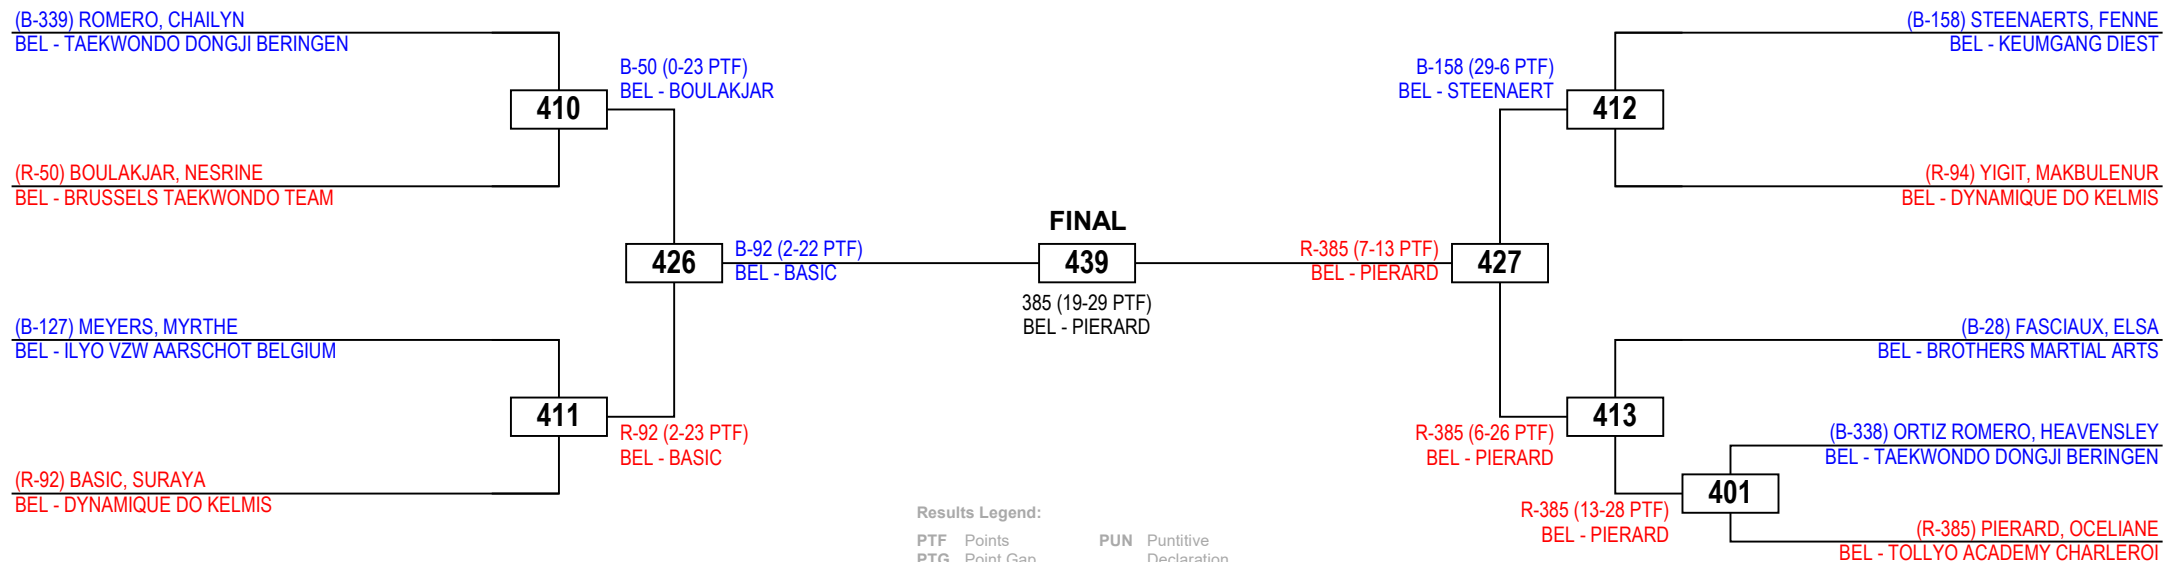 (B-339) ROMERO, CHAILYN
BEL - TAEKWONDO DONGJI BERINGEN
B-50 (0-23 PTF)
BEL - BOULAKJAR
410
(R-50) BOULAKJAR, NESRINE
BEL - BRUSSELS TAEKWONDO TEAM
426
B-92 (2-22 PTF)
BEL - BASIC
(B-127) MEYERS, MYRTHE
BEL - ILYO VZW AARSCHOT BELGIUM
411
R-92 (2-23 PTF)
BEL - BASIC
(R-92) BASIC, SURAYA
BEL - DYNAMIQUE DO KELMIS
FINAL
439
385 (19-29 PTF)
BEL - PIERARD
(B-158) STEENAERTS, FENNE
BEL - KEUMGANG DIEST
B-158 (29-6 PTF)
BEL - STEENAERT
412
(R-94) YIGIT, MAKBULENUR
BEL - DYNAMIQUE DO KELMIS
R-385 (7-13 PTF)
BEL - PIERARD
427
(B-28) FASCIAUX, ELSA
BEL - BROTHERS MARTIAL ARTS
413
R-385 (6-26 PTF)
BEL - PIERARD
(B-338) ORTIZ ROMERO, HEAVENSLEY
BEL - TAEKWONDO DONGJI BERINGEN
401
R-385 (13-28 PTF)
BEL - PIERARD
(R-385) PIERARD, OCELIANE
BEL - TOLLYO ACADEMY CHARLEROI
Results Legend:
PTF Points
PUN Puntitive
PTG Point Gap
Declaration